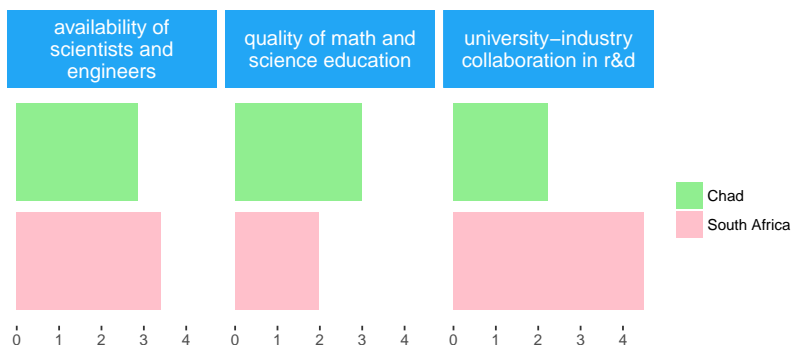 availability of
scientists and
engineers
quality of math and
science education
university−industry
collaboration in r&d
Chad
South Africa
0 1 2 3 4
0 1 2 3 4
0 1 2 3 4